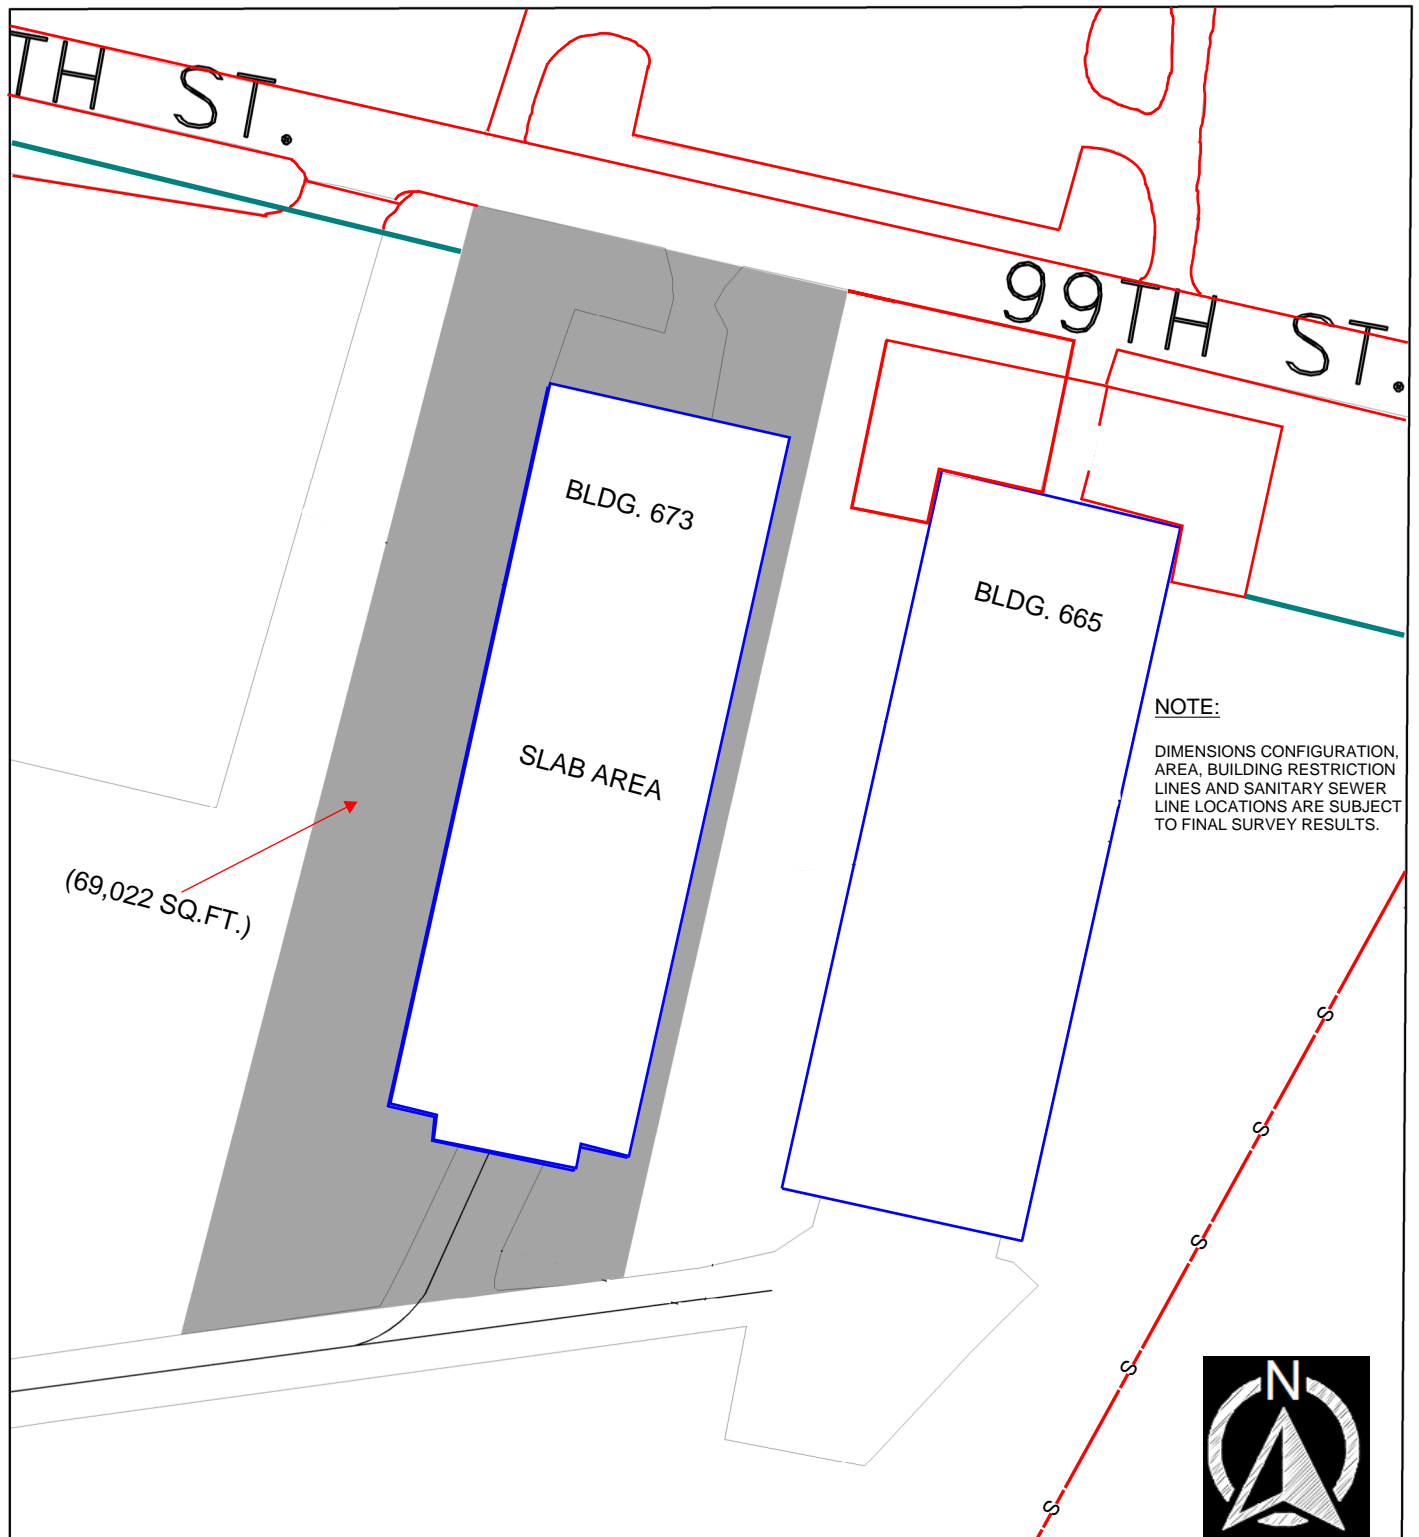 TH ST.
99TH ST.
BLDG. 673
BLDG. 665
SLAB AREA
(69,022 SQ.FT.)
NOTE:
DIMENSIONS CONFIGURATION,
AREA, BUILDING RESTRICTION
LINES AND SANITARY SEWER
LINE LOCATIONS ARE SUBJECT
TO FINAL SURVEY RESULTS.
S
S
S
S
S
N